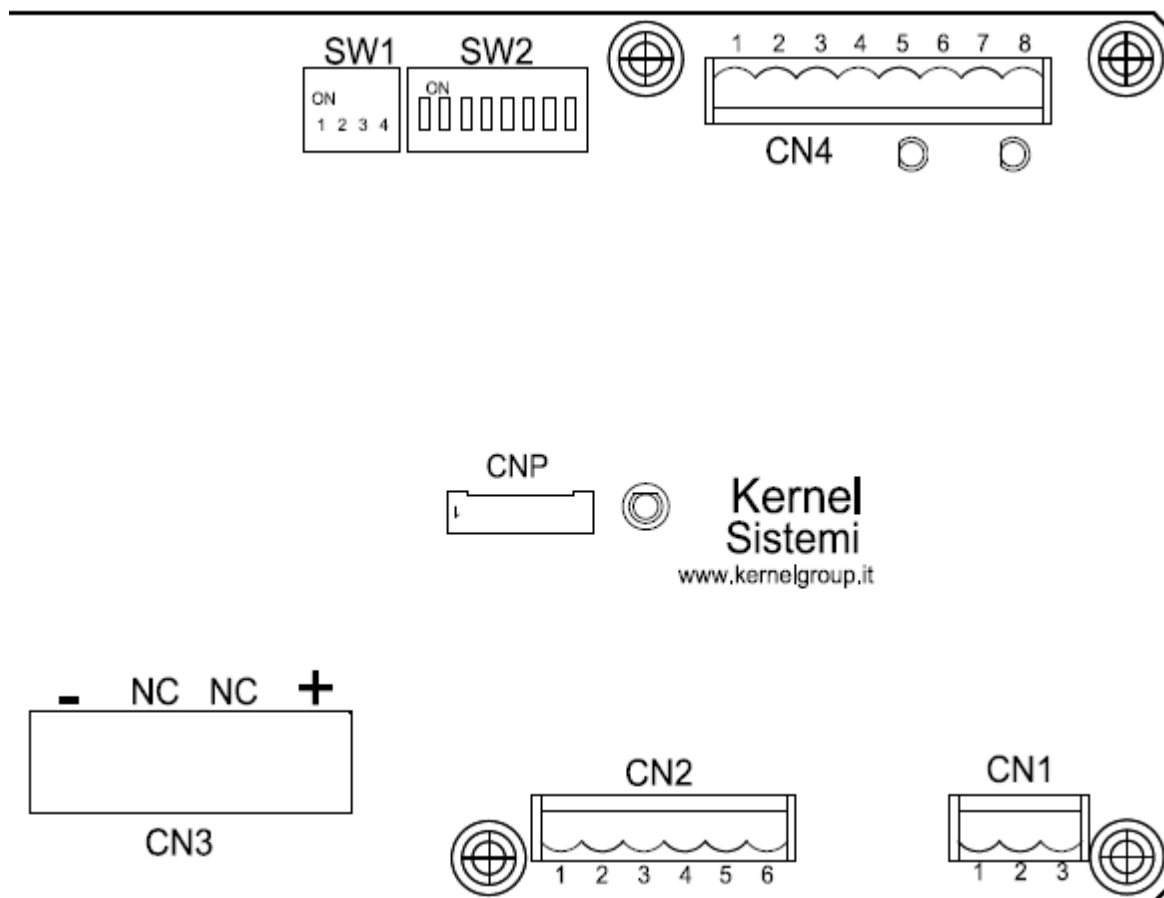 SW1 SW2
1 2 3 4 5 6 7 8
ON
ON
1 2 3 4
CN4
CNP
1
Kernel
Sistemi
www.kernelgroup.it
- NC NC +
CN3
CN2
1 2 3 4 5 6
CN1
1 2 3